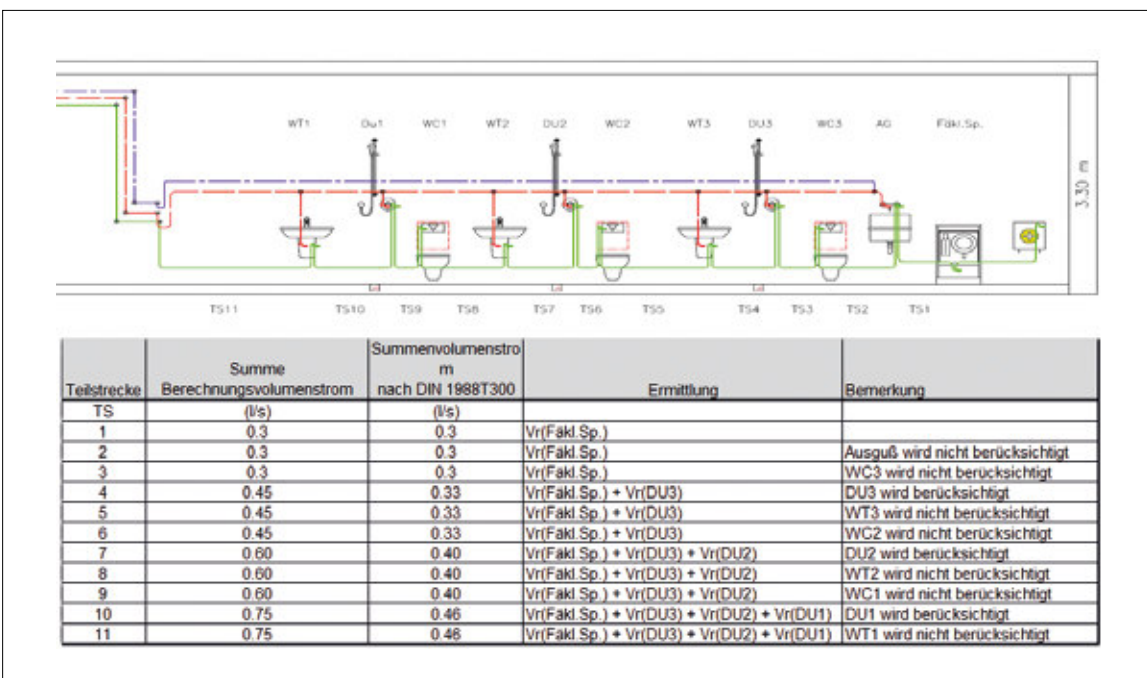 WT1 Du1 WC1 WT2 DU2 WC2 WT3 DU3 WC3 AG Fäkl.Sp.
3.30 m
TS11 TS10 TS9 TS8 TS7 TS6 TS5 TS4 TS3 TS2 TS1
Teilstrecke Summe Berechnungsvolumenstrom Summenvolumenstro m nach DIN 1988T300 Ermittlung Bemerkung
TS (l/s) (l/s)
1 0.3 0.3 Vr(Fäkl.Sp.)
2 0.3 0.3 Vr(Fäkl.Sp.) Ausguß wird nicht berücksichtigt
3 0.3 0.3 Vr(Fäkl.Sp.) WC3 wird nicht berücksichtigt
4 0.45 0.33 Vr(Fäkl.Sp.) + Vr(DU3) DU3 wird berücksichtigt
5 0.45 0.33 Vr(Fäkl.Sp.) + Vr(DU3) WT3 wird nicht berücksichtigt
6 0.45 0.33 Vr(Fäkl.Sp.) + Vr(DU3) WC2 wird nicht berücksichtigt
7 0.60 0.40 Vr(Fäkl.Sp.) + Vr(DU3) + Vr(DU2) DU2 wird berücksichtigt
8 0.60 0.40 Vr(Fäkl.Sp.) + Vr(DU3) + Vr(DU2) WT2 wird nicht berücksichtigt
9 0.60 0.40 Vr(Fäkl.Sp.) + Vr(DU3) + Vr(DU2) WC1 wird nicht berücksichtigt
10 0.75 0.46 Vr(Fäkl.Sp.) + Vr(DU3) + Vr(DU2) + Vr(DU1) DU1 wird berücksichtigt
11 0.75 0.46 Vr(Fäkl.Sp.) + Vr(DU3) + Vr(DU2) + Vr(DU1) WT1 wird nicht berücksichtigt